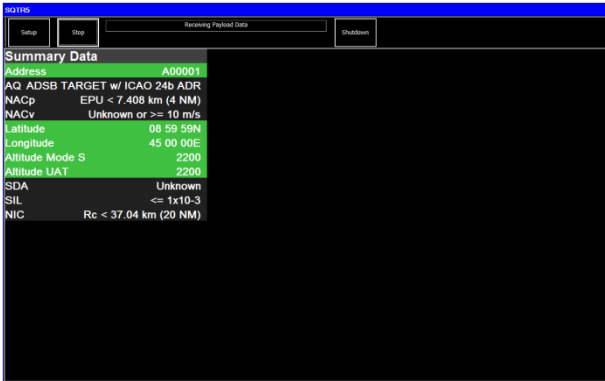 SQTR5
Setup
Stop
Receiving Payload Data
Shutdown
Summary Data
Address A00001
AQ ADSB TARGET w/ ICAO 24b ADR
NACp EPU < 7.408 km (4 NM)
NACv Unknown or >= 10 m/s
Latitude 08 59 59N
Longitude 45 00 00E
Altitude Mode S 2200
Altitude UAT 2200
SDA Unknown
SIL <= 1x10-3
NIC Rc < 37.04 km (20 NM)